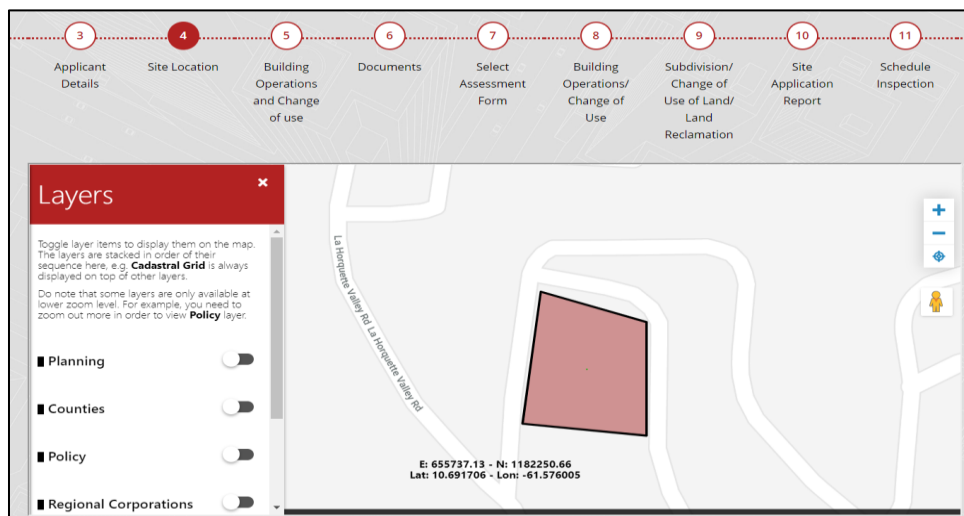 3
4
5
6
7
8
9
10
11
Applicant
Details
Site Location
Building
Operations
and Change
of use
Documents
Select
Assessment
Form
Building
Operations/
Change of
Use
Subdivision/
Change of
Use of Land/
Land
Reclamation
Site
Application
Report
Schedule
Inspection
Layers
×
Toggle layer items to display them on the map.
The layers are stacked in order of their
sequence here, e.g. Cadastral Grid is always
displayed on top of other layers.
Do note that some layers are only available at
lower zoom level. For example, you need to
zoom out more in order to view Policy layer.
Planning
Counties
Policy
Regional Corporations
La Horquette Valley Rd La Horquette Valley Rd
E: 655737.13 - N: 1182250.66
Lat: 10.691706 - Lon: -61.576005